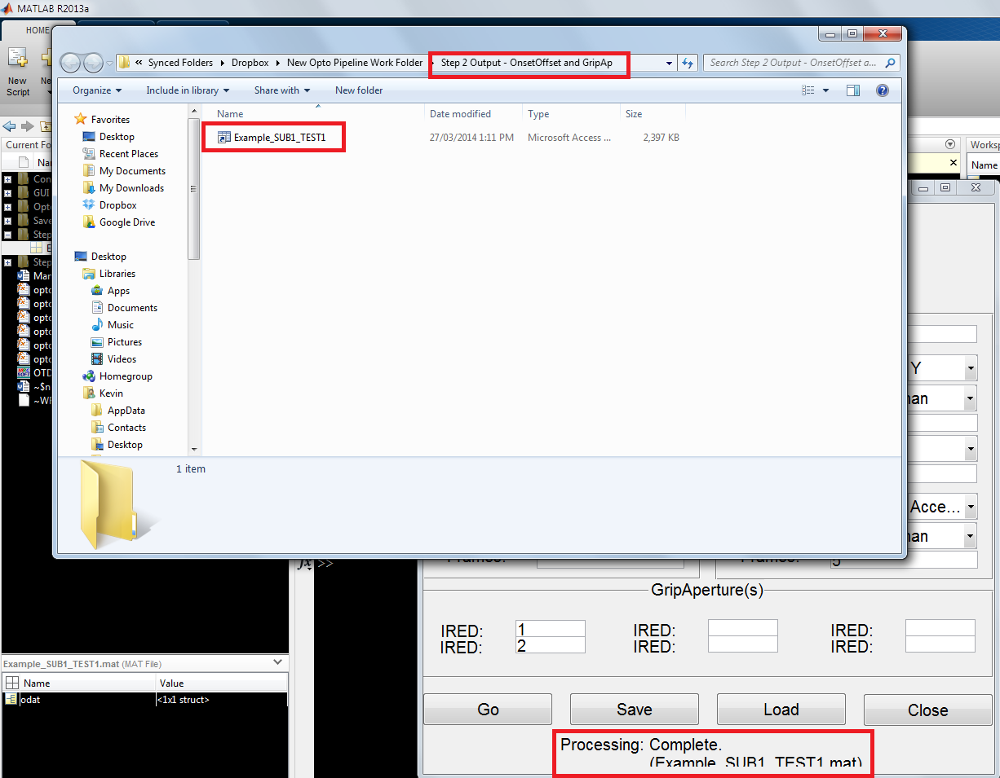 MATLAB R2013a
HOME
New Script
Ne
« Synced Folders Dropbox New Opto Pipeline Work Folder Step 2 Output - OnsetOffset and GripAp
Search Step 2 Output - OnsetOffset a...
Organize Include in library Share with New folder
Name Date modified Type Size
Example_SUB1_TEST1 27/03/2014 1:11 PM Microsoft Access ... 2,397 KB
Favorites
Desktop
Recent Places
My Documents
My Downloads
Dropbox
Google Drive
Desktop
Libraries
Apps
Documents
Music
Pictures
Videos
Homegroup
Kevin
AppData
Contacts
Desktop
1 item
Current Fo
Na
Con
GUI
Opto
Save
Step
E
Step
Mar
opto
opto
opto
opto
opto
opto
OTD
~$n
~WF
Worksp
Name
Y
nan
Acce...
nan
5
fx >>
GripAperture(s)
IRED: 1 IRED: IRED:
IRED: 2 IRED: IRED:
Go Save Load Close
Processing: Complete.
(Example_SUB1_TEST1.mat)
Example_SUB1_TEST1.mat (MAT File)
Name Value
odat <1x1 struct>